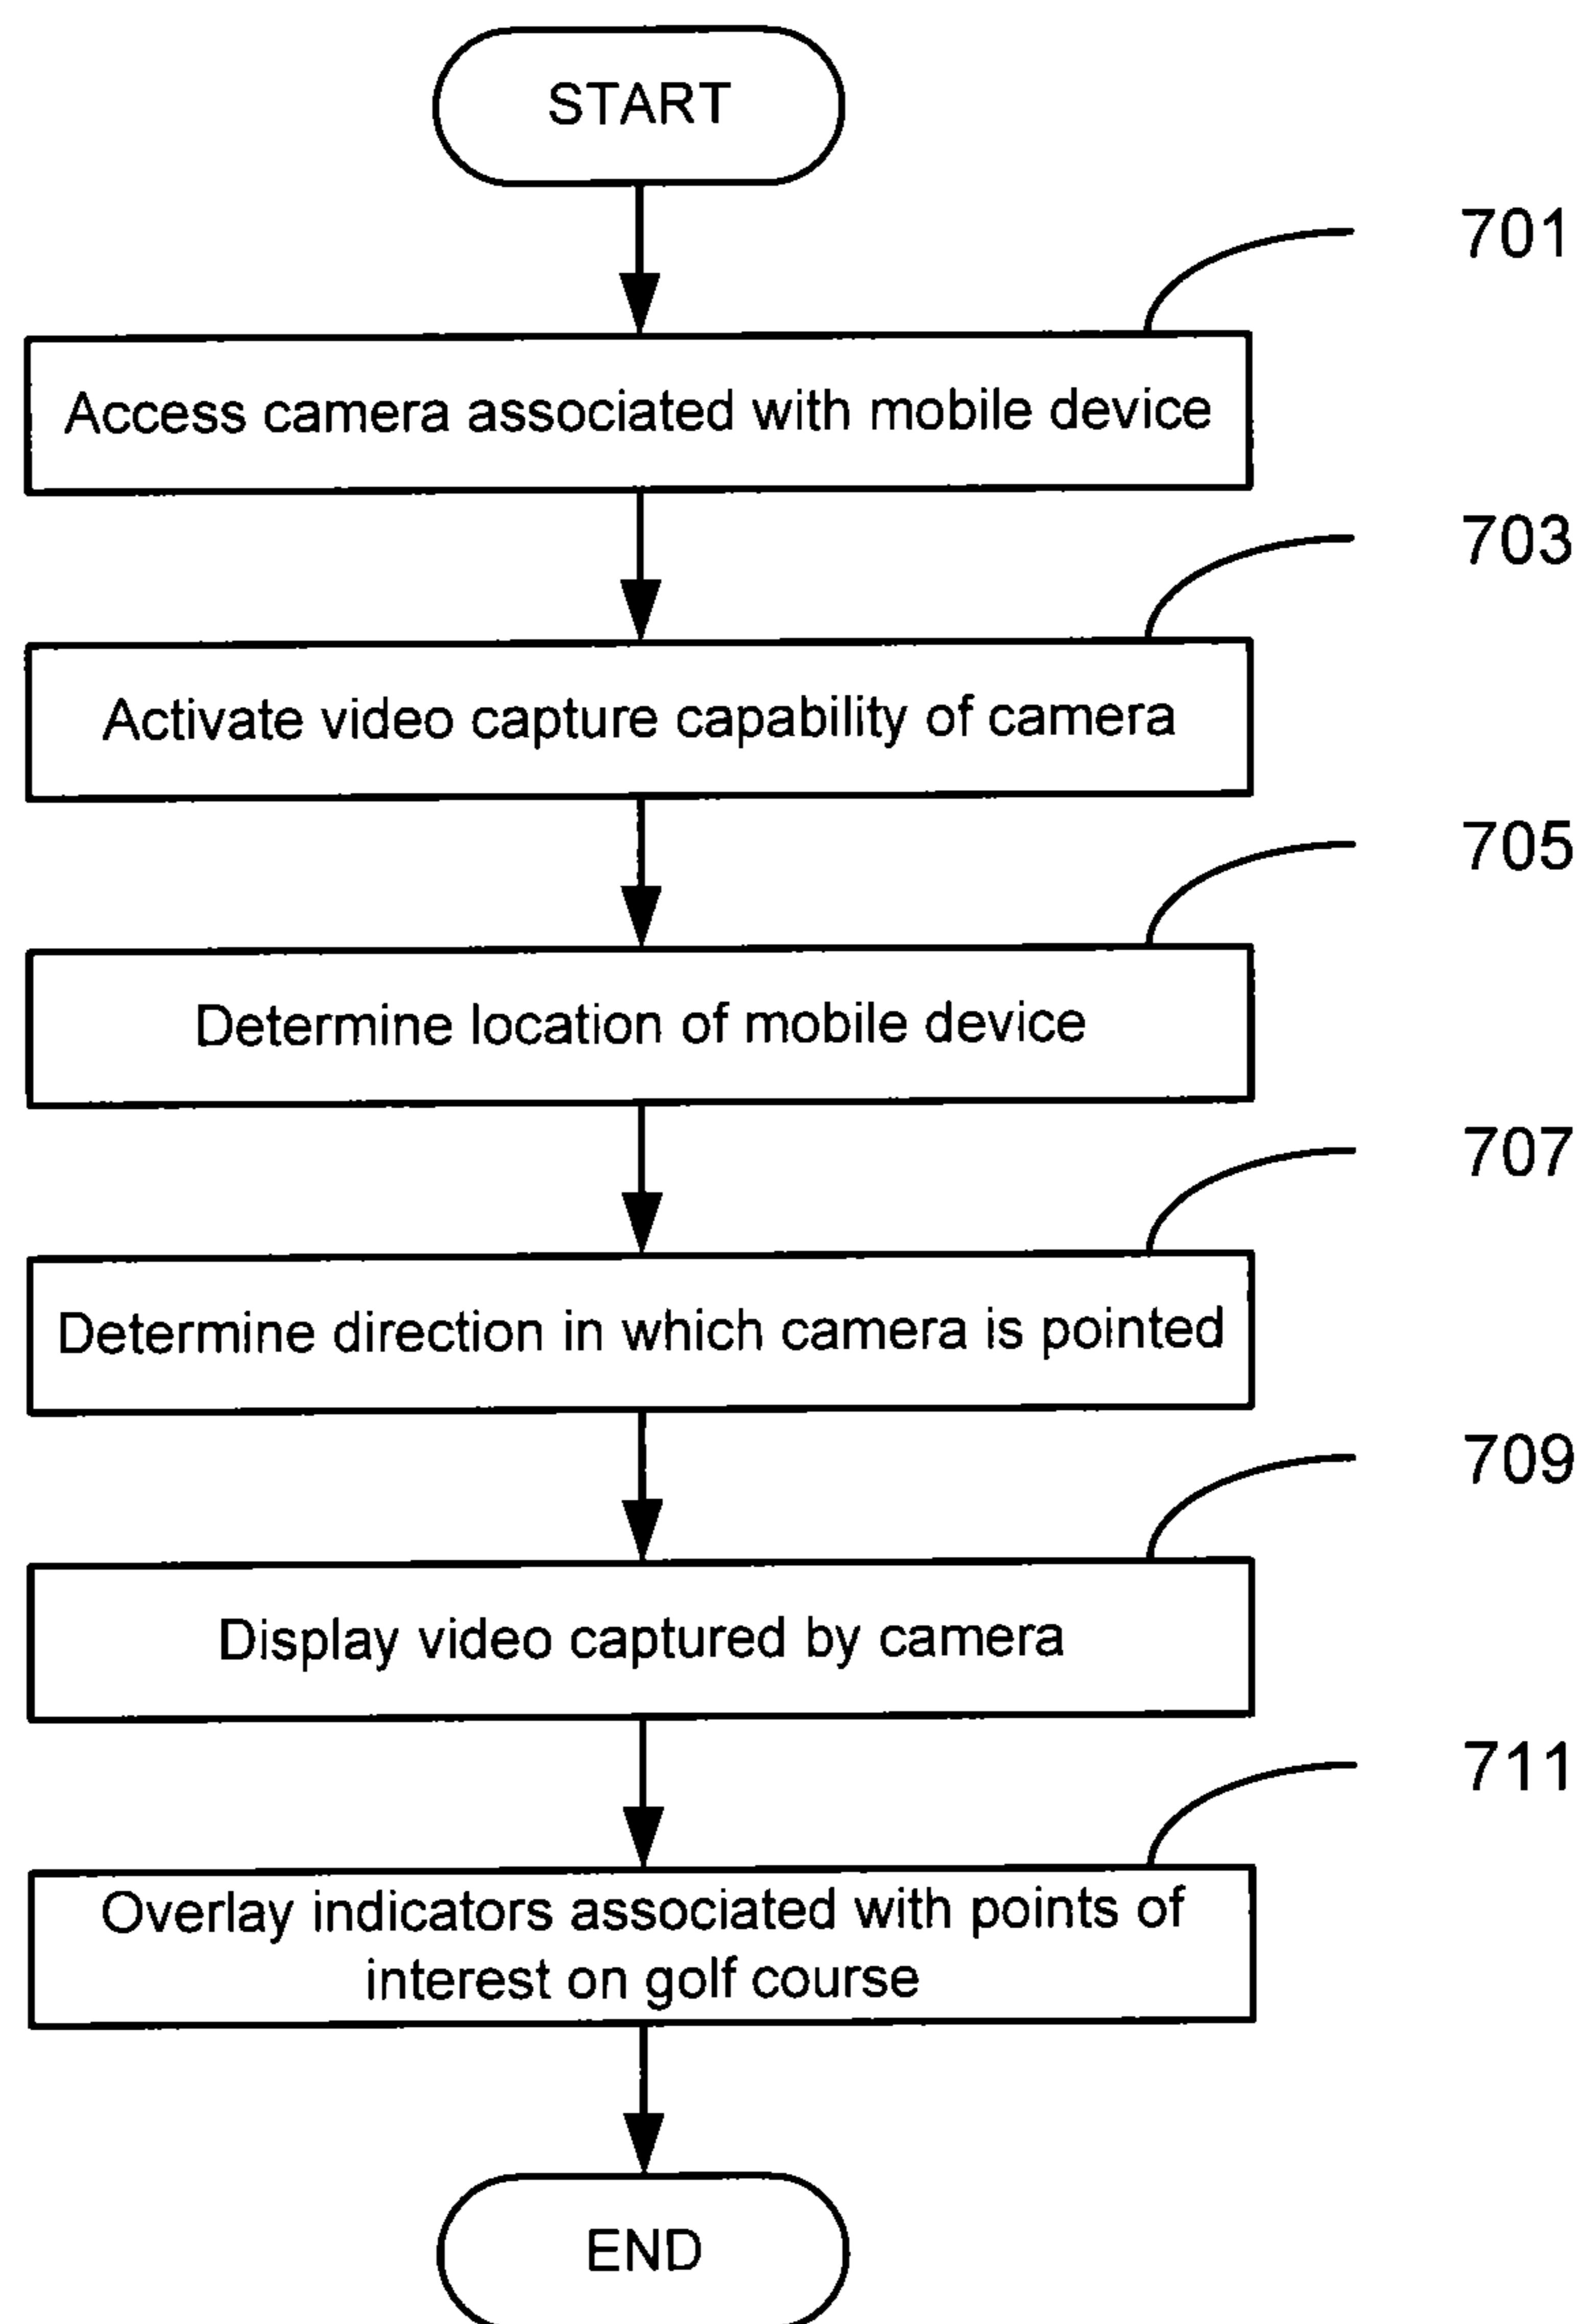 START
701
Access camera associated with mobile device
703
Activate video capture capability of camera
705
Determine location of mobile device
707
Determine direction in which camera is pointed
709
Display video captured by camera
711
Overlay indicators associated with points of
interest on golf course
END